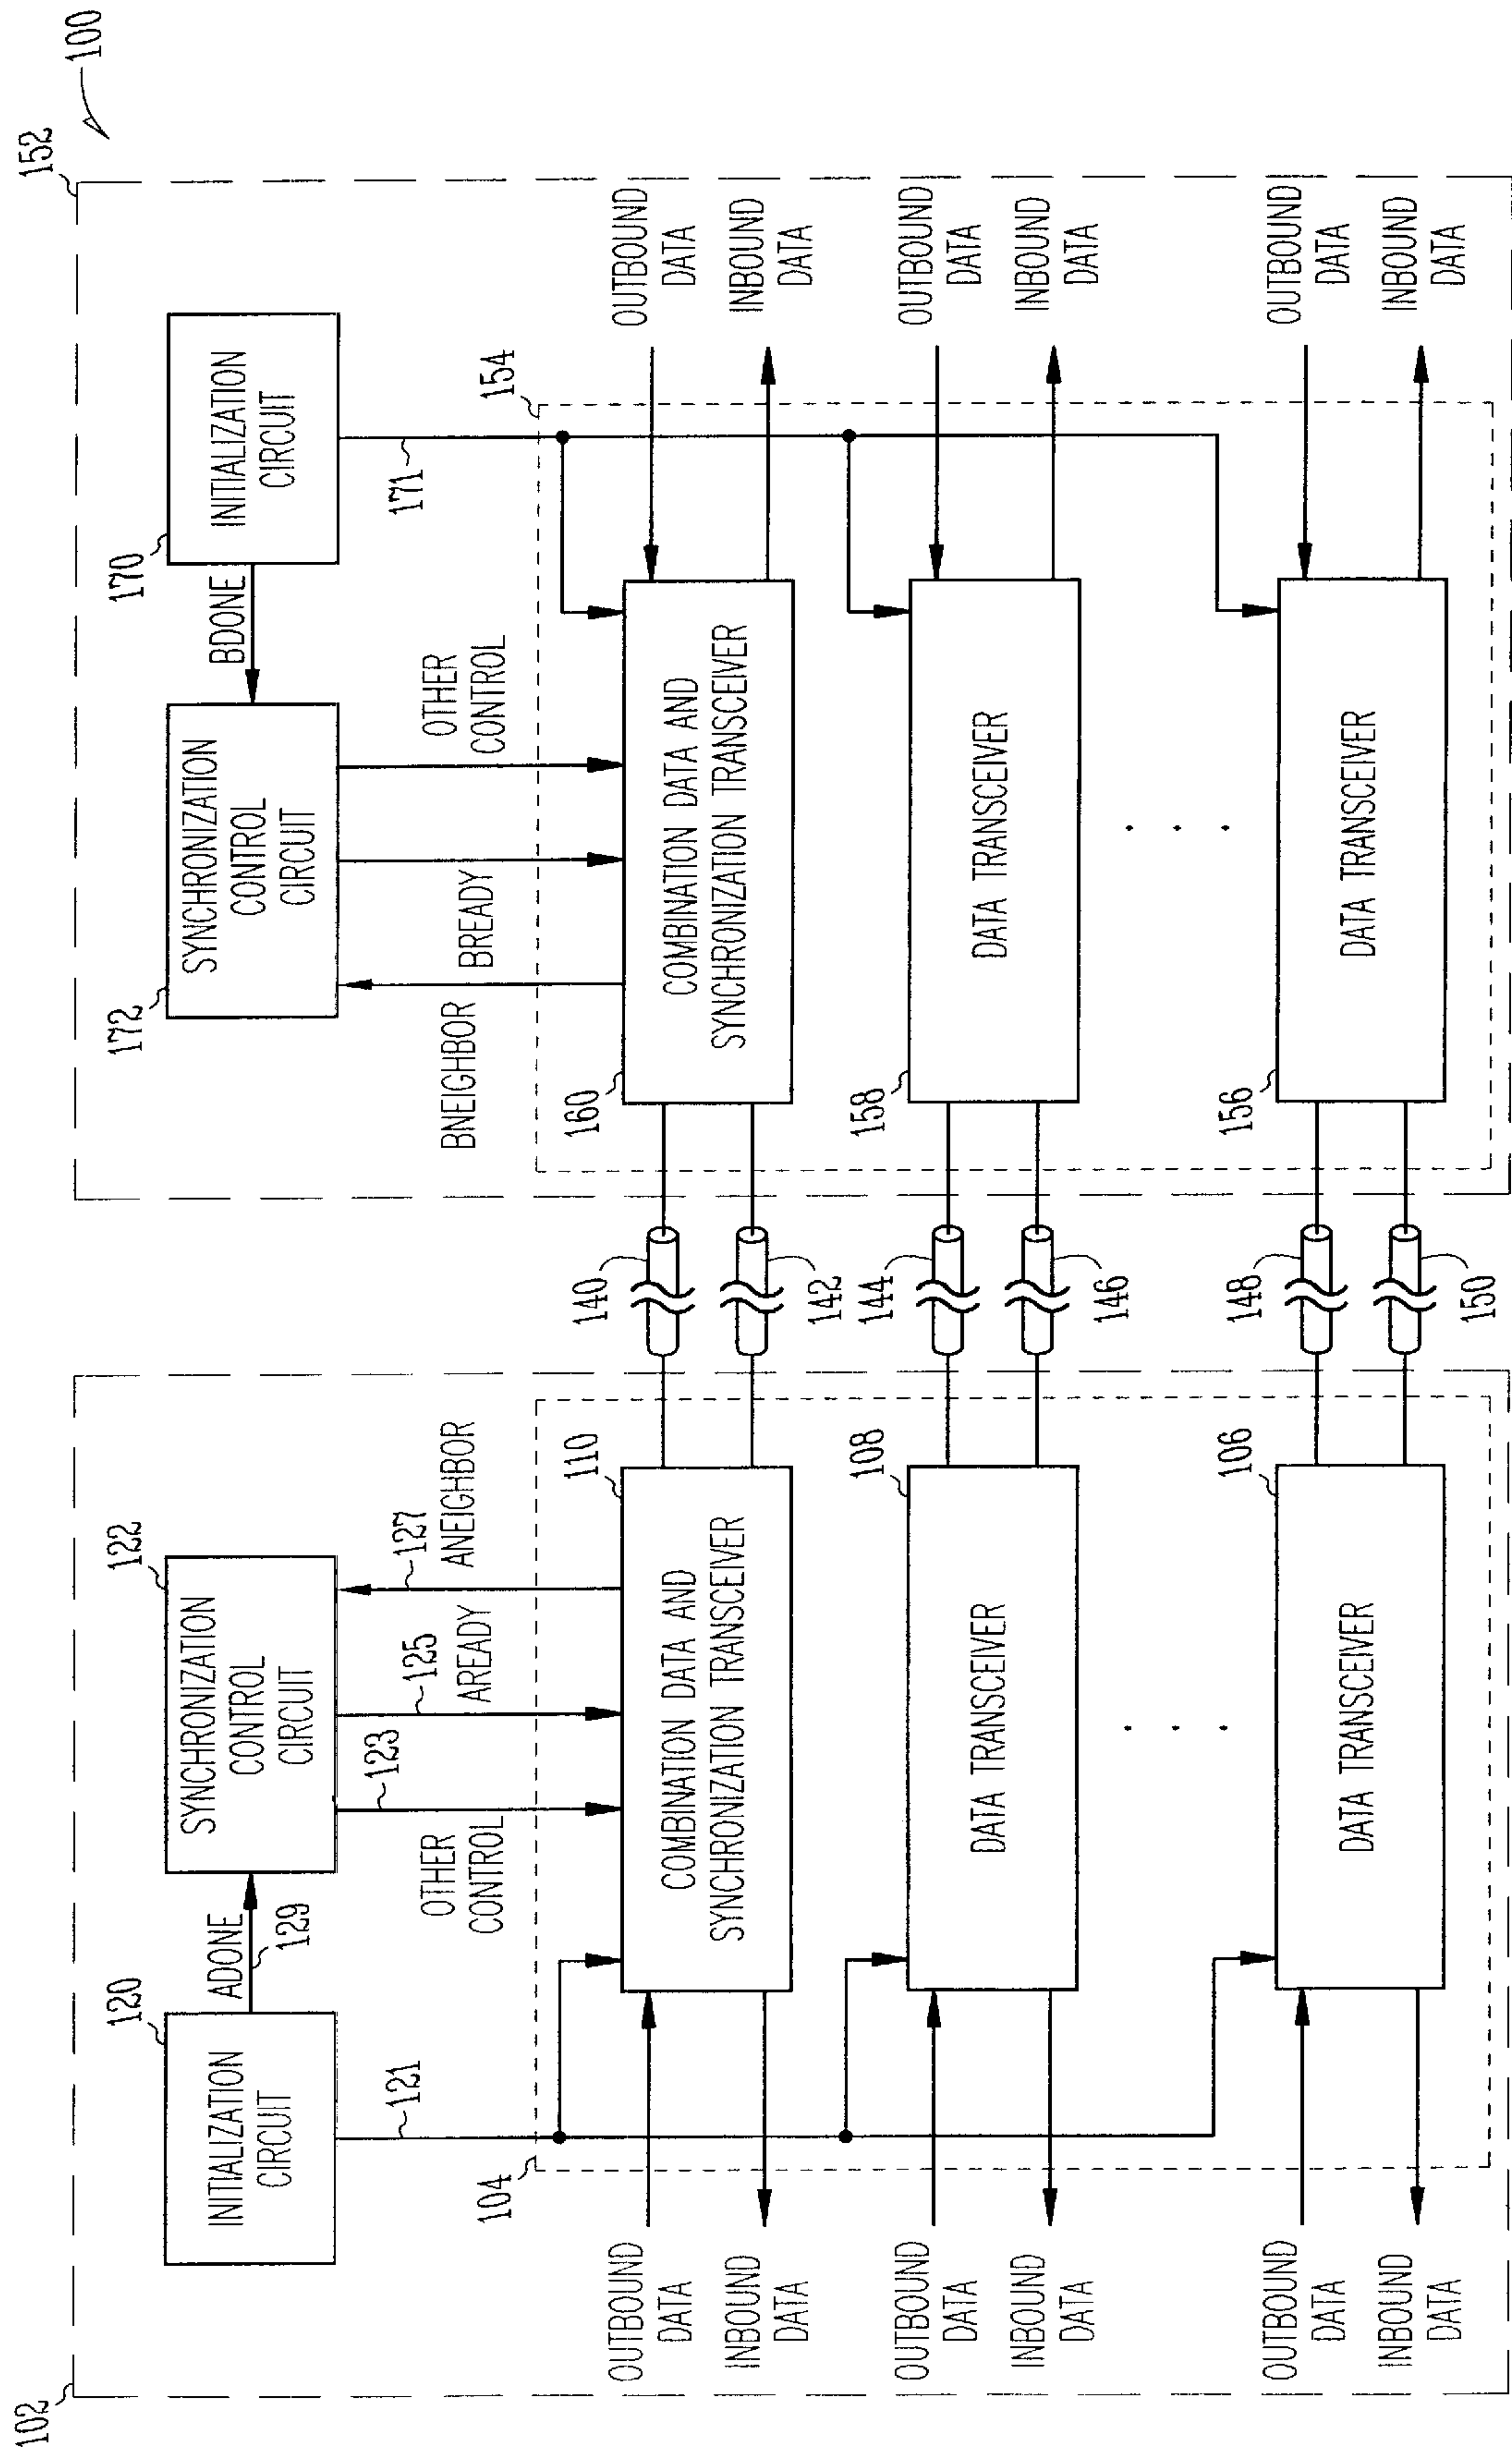 100
102
152
120
INITIALIZATION
CIRCUIT
ADONE
129
122
SYNCHRONIZATION
CONTROL
CIRCUIT
172
SYNCHRONIZATION
CONTROL
CIRCUIT
BDONE
170
INITIALIZATION
CIRCUIT
121
OTHER
CONTROL
123
125
AREADY
127
ANEIGHBOR
BNEIGHBOR
BREADY
OTHER
CONTROL
171
104
154
OUTBOUND
DATA
INBOUND
DATA
110
COMBINATION DATA AND
SYNCHRONIZATION TRANSCEIVER
140
142
160
COMBINATION DATA AND
SYNCHRONIZATION TRANSCEIVER
OUTBOUND
DATA
INBOUND
DATA
OUTBOUND
DATA
INBOUND
DATA
108
DATA TRANSCEIVER
144
146
158
DATA TRANSCEIVER
OUTBOUND
DATA
INBOUND
DATA
OUTBOUND
DATA
INBOUND
DATA
106
DATA TRANSCEIVER
148
150
156
DATA TRANSCEIVER
OUTBOUND
DATA
INBOUND
DATA